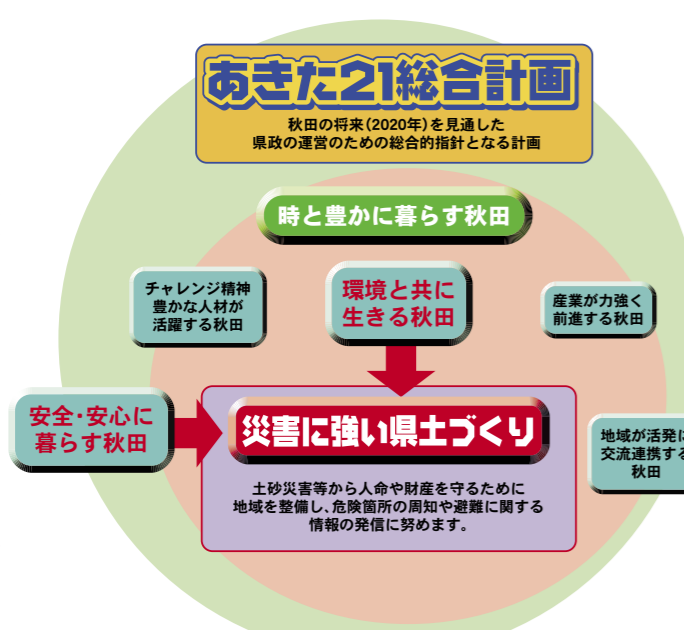 あきた21総合計画
秋田の将来(2020年)を見通した
県政の運営のための総合的指針となる計画
時と豊かに暮らす秋田
チャレンジ精神
豊かな人材が
活躍する秋田
環境と共に
生きる秋田
産業が力強く
前進する秋田
安全・安心に
暮らす秋田
災害に強い県土づくり
土砂災害等から人命や財産を守るために
地域を整備し、危険箇所の周知や避難に関する
情報の発信に努めます。
地域が活発に
交流連携する
秋田